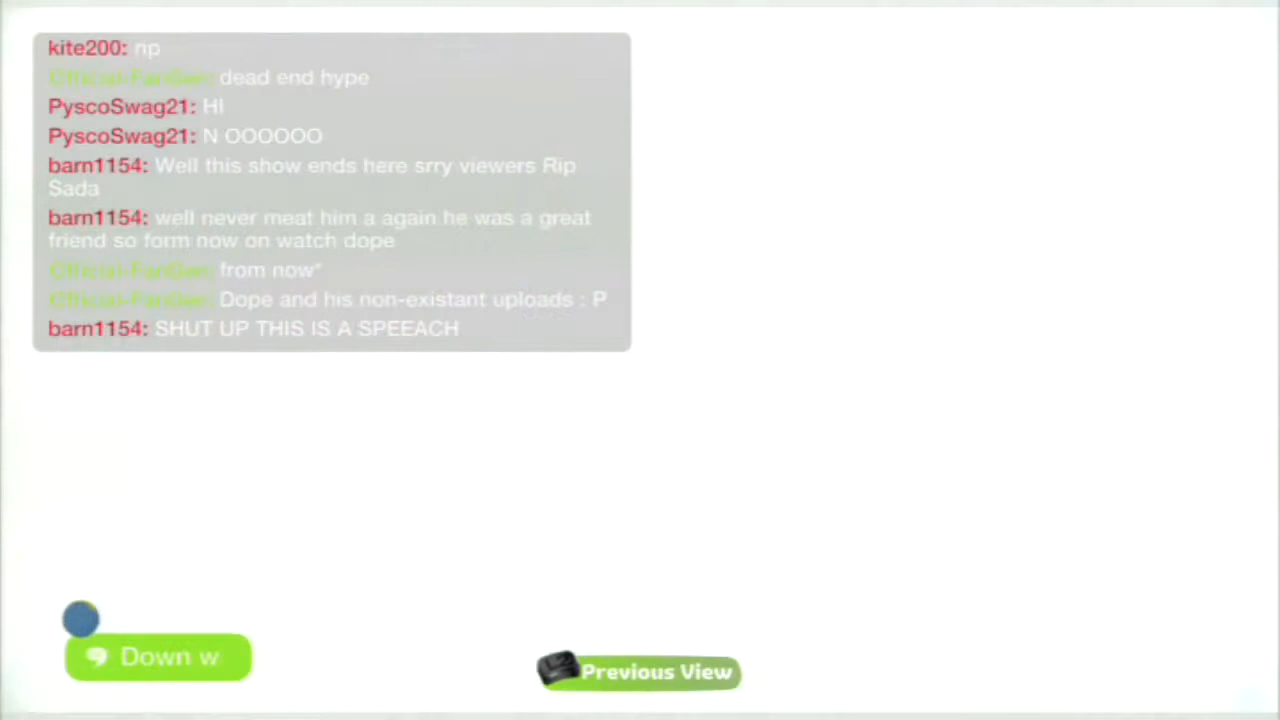 kite200: np
dead end hype
PyscoSwag21: HI
PyscoSwag21: N OOOOOO
barn1154: Well this show ends here srry viewers Rip
Sada
barn1154: well never meat him a again he was a great
friend so form now on watch dope
from now*
Dope and his non-existant uploads : P
barn1154: SHUT UP THIS IS A SPEEACH
Down w
L2 Previous View